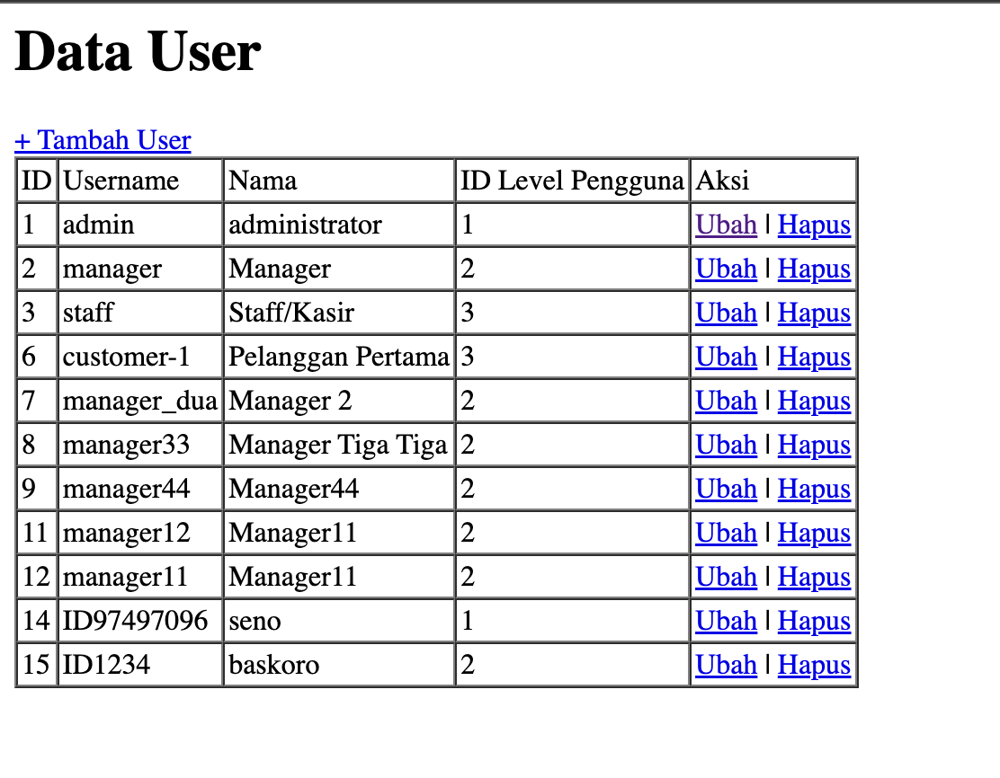 Data User
+ Tambah User
ID Username Nama ID Level Pengguna Aksi
1 admin administrator 1 Ubah | Hapus
2 manager Manager 2 Ubah | Hapus
3 staff Staff/Kasir 3 Ubah | Hapus
6 customer-1 Pelanggan Pertama 3 Ubah | Hapus
7 manager_dua Manager 2 2 Ubah | Hapus
8 manager33 Manager Tiga Tiga 2 Ubah | Hapus
9 manager44 Manager44 2 Ubah | Hapus
11 manager12 Manager11 2 Ubah | Hapus
12 manager11 Manager11 2 Ubah | Hapus
14 ID97497096 seno 1 Ubah | Hapus
15 ID1234 baskoro 2 Ubah | Hapus